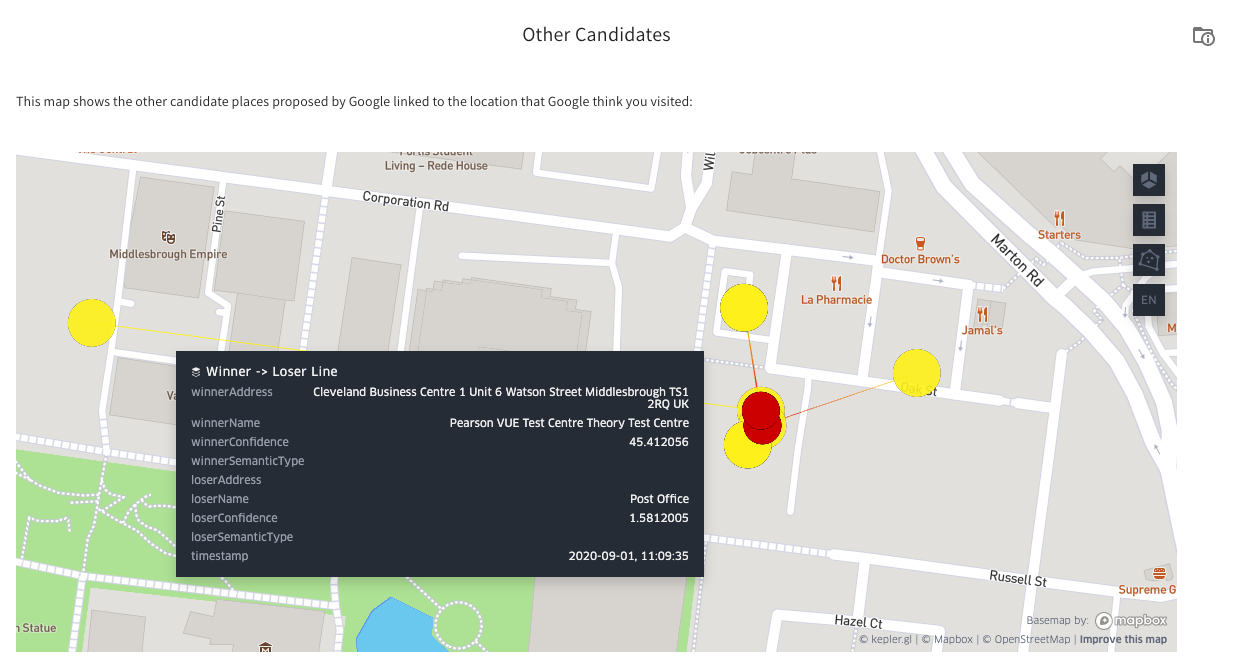 Other Candidates
This map shows the other candidate places proposed by Google linked to the location that Google think you visited:
Living – Rede House
Corporation Rd
Wil
Pine St
Middlesbrough Empire
Marton Rd
Starters
Doctor Brown's
La Pharmacie
Jamal's
EN
M
Oak St
Va
Winner -> Loser Line
winnerAddress Cleveland Business Centre 1 Unit 6 Watson Street Middlesbrough TS1
2RQ UK
winnerName Pearson VUE Test Centre Theory Test Centre
winnerConfidence 45.412056
winnerSemanticType
loserAddress
loserName Post Office
loserConfidence 1.5812005
loserSemanticType
timestamp 2020-09-01, 11:09:35
Russell St
Supreme G
Hazel Ct
n Statue
Basemap by: mapbox
© kepler.gl | © Mapbox | © OpenStreetMap | Improve this map